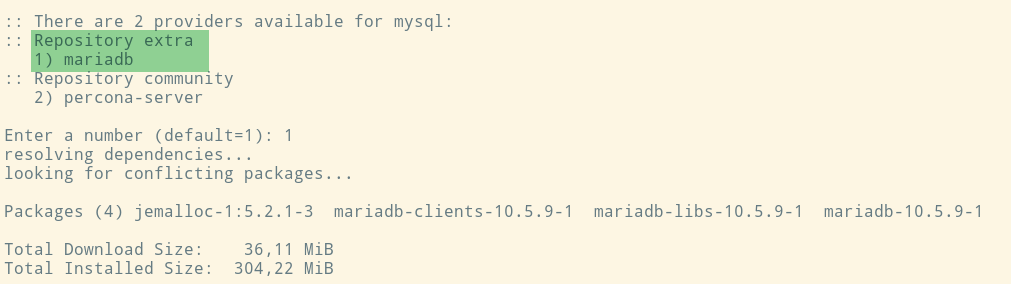 :: There are 2 providers available for mysql:
:: Repository extra
   1) mariadb
:: Repository community
   2) percona-server
Enter a number (default=1): 1
resolving dependencies...
looking for conflicting packages...
Packages (4) jemalloc-1:5.2.1-3  mariadb-clients-10.5.9-1  mariadb-libs-10.5.9-1  mariadb-10.5.9-1
Total Download Size:    36,11 MiB
Total Installed Size:  304,22 MiB